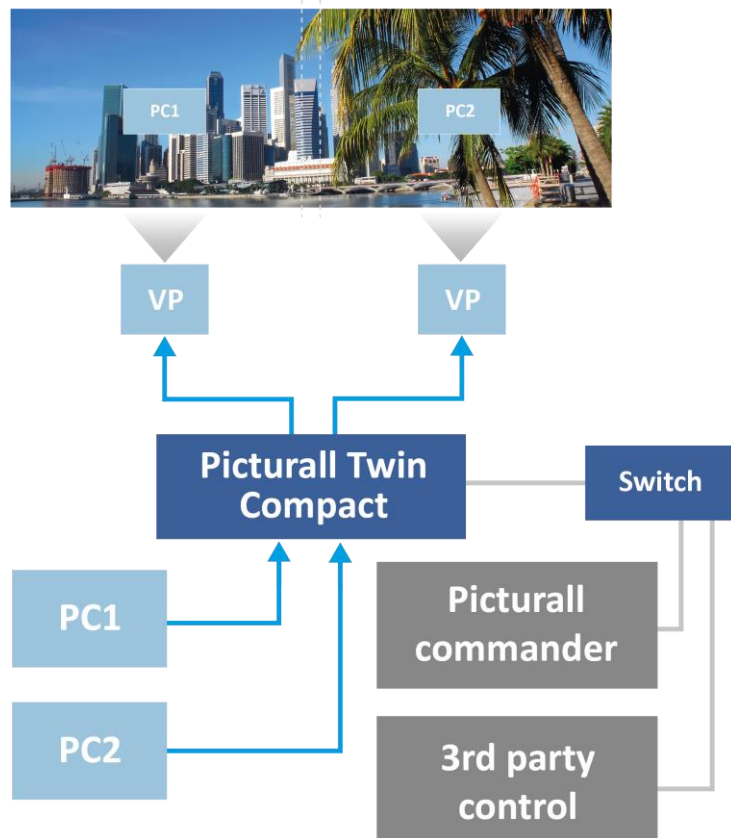 PC1
PC2
VP
VP
Picturall Twin
Compact
Switch
PC1
Picturall
commander
PC2
3rd party
control